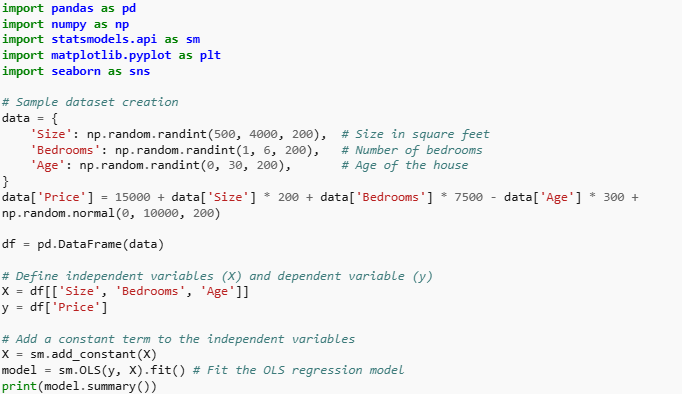 import pandas as pd
import numpy as np
import statsmodels.api as sm
import matplotlib.pyplot as plt
import seaborn as sns

# Sample dataset creation
data = {
    'Size': np.random.randint(500, 4000, 200),  # Size in square feet
    'Bedrooms': np.random.randint(1, 6, 200),   # Number of bedrooms
    'Age': np.random.randint(0, 30, 200),       # Age of the house
}
data['Price'] = 15000 + data['Size'] * 200 + data['Bedrooms'] * 7500 - data['Age'] * 300 +
np.random.normal(0, 10000, 200)

df = pd.DataFrame(data)

# Define independent variables (X) and dependent variable (y)
X = df[['Size', 'Bedrooms', 'Age']]
y = df['Price']

# Add a constant term to the independent variables
X = sm.add_constant(X)
model = sm.OLS(y, X).fit() # Fit the OLS regression model
print(model.summary())